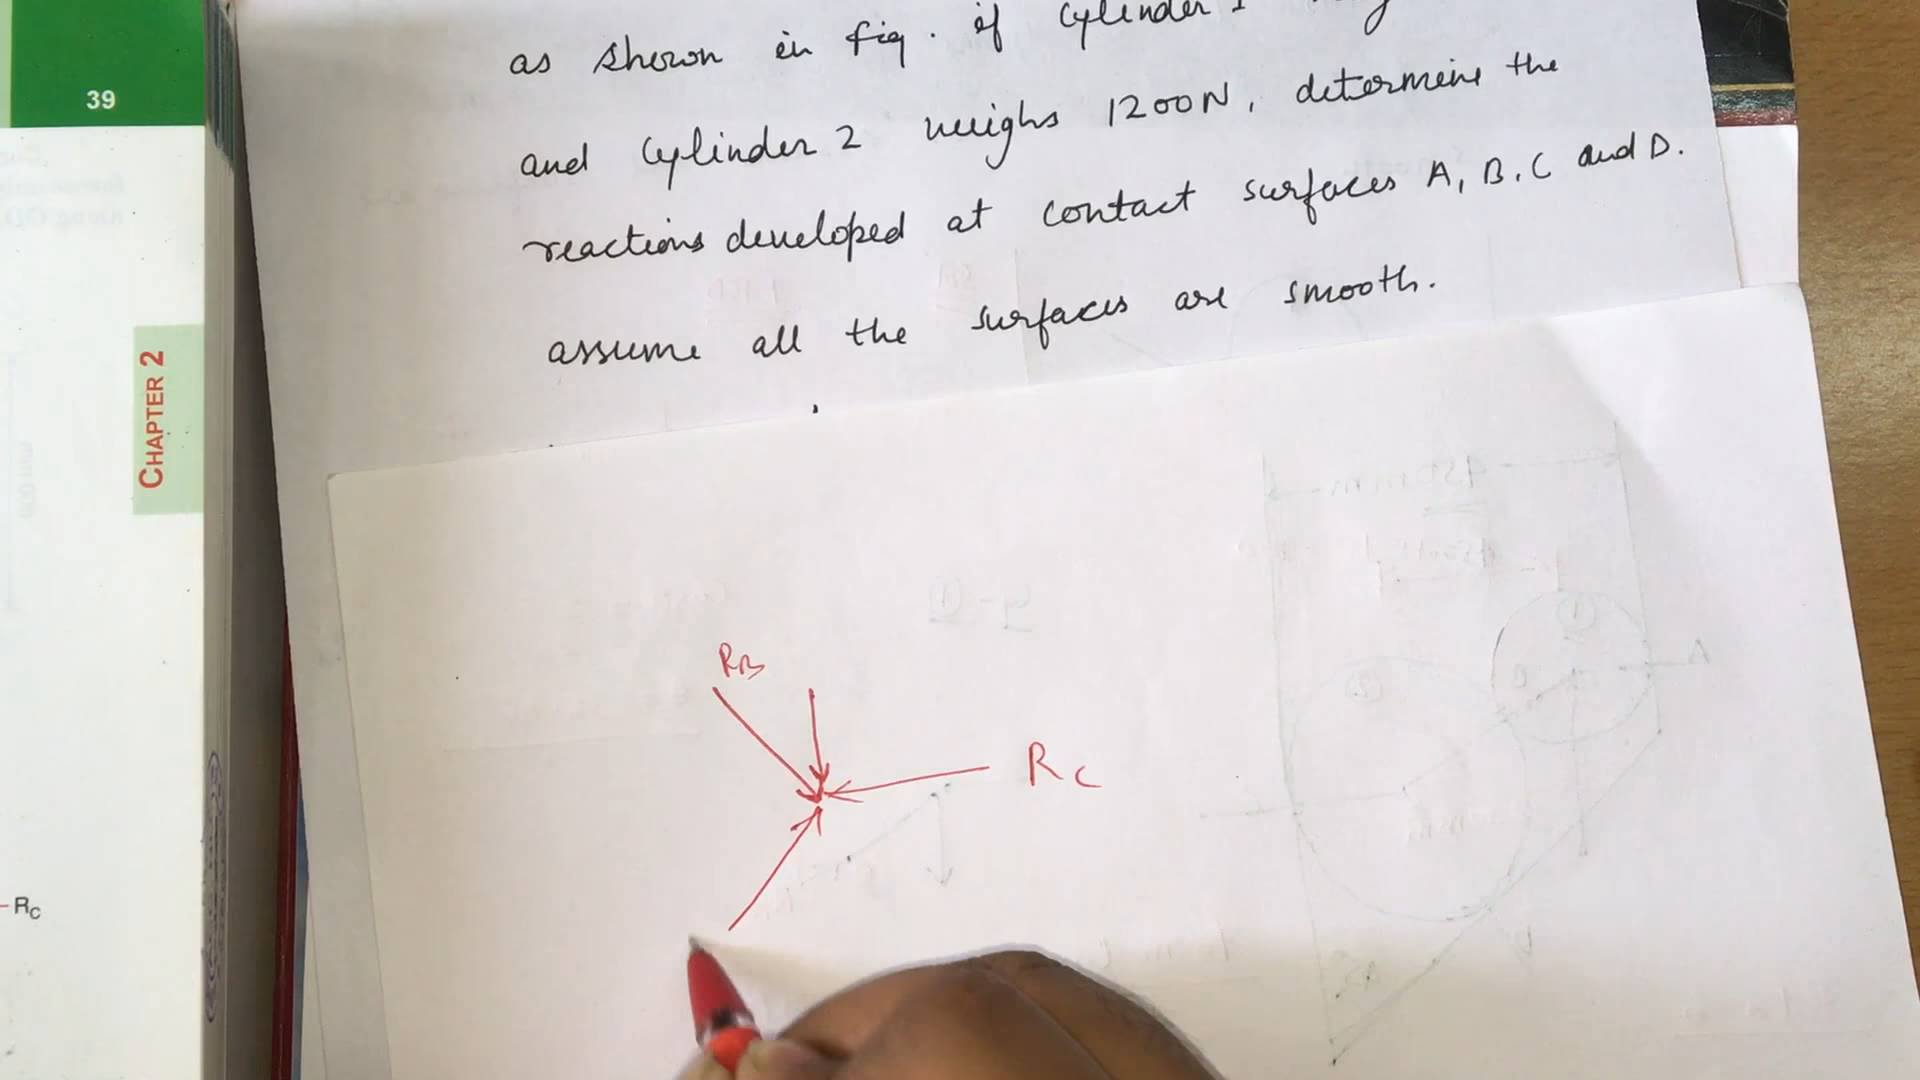 39
CHAPTER 2
RC
as shown in fig. if cylinder 1
and cylinder 2 weighs 1200N, determine the
reactions developed at contact surfaces A, B, C and D.
assume all the surfaces are smooth.
RB
RC